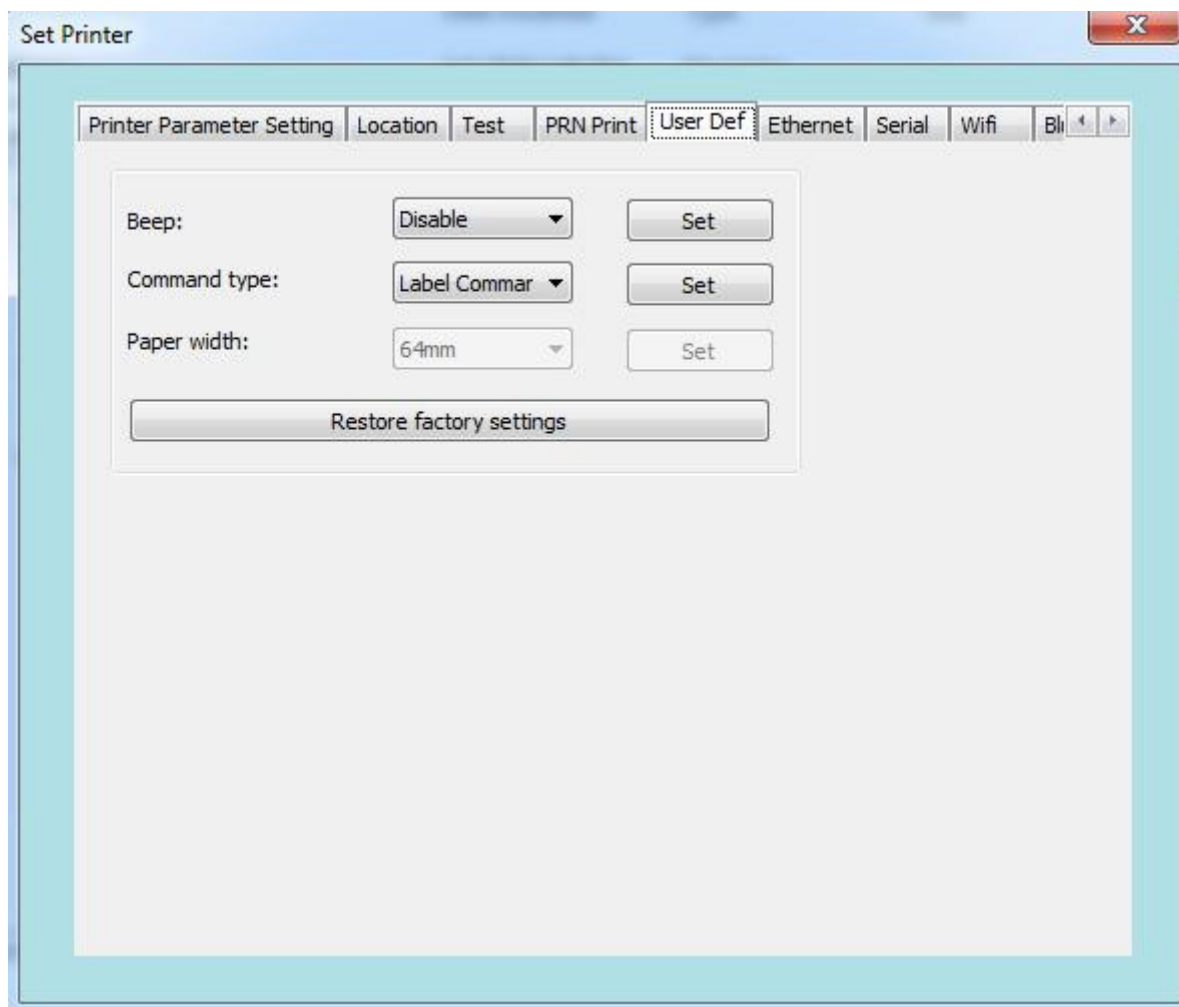 Set Printer
Printer Parameter Setting Location Test PRN Print User Def Ethernet Serial Wifi
Beep: Disable Set
Command type: Label Commar Set
Paper width: 64mm Set
Restore factory settings